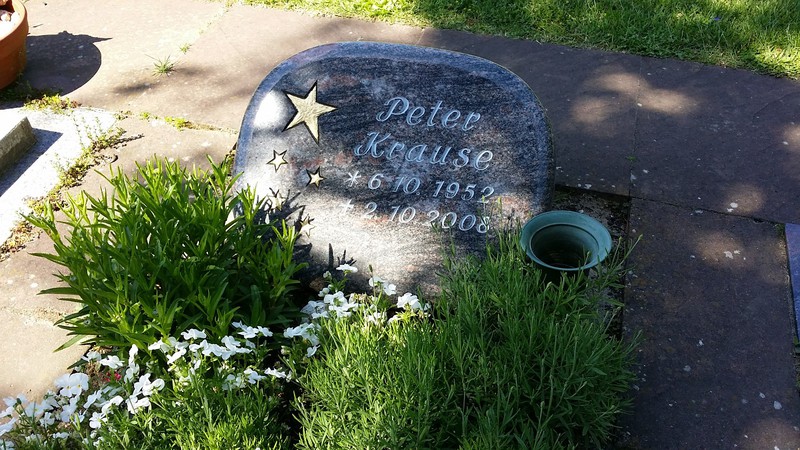 Peter
Krause
* 6.10.1952
† 2.10.2008